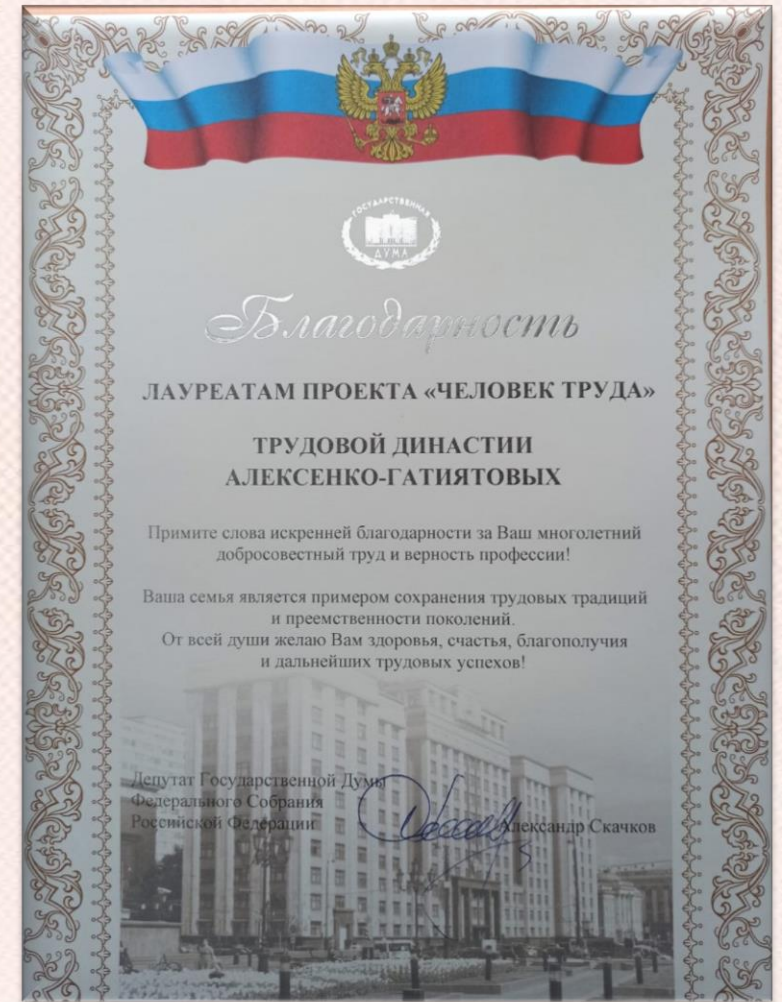 ГОСУДАРСТВЕННАЯ
ДУМА
Благодарность
ЛАУРЕАТАМ ПРОЕКТА «ЧЕЛОВЕК ТРУДА»
ТРУДОВОЙ ДИНАСТИИ
АЛЕКСЕНКО-ГАТИЯТОВЫХ
Примите слова искренней благодарности за Ваш многолетний
добросовестный труд и верность профессии!
Ваша семья является примером сохранения трудовых традиций
и преемственности поколений.
От всей души желаю Вам здоровья, счастья, благополучия
и дальнейших трудовых успехов!
Депутат Государственной Думы
Федерального Собрания
Российской Федерации
Александр Скачков